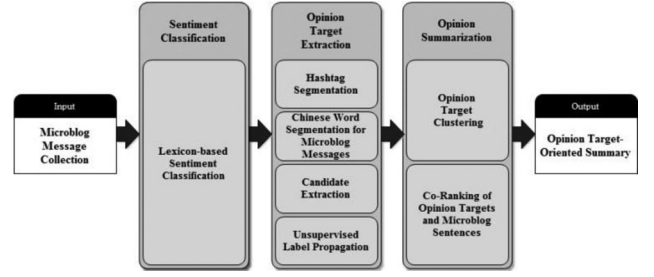 Input
Microblog
Message
Collection
Sentiment
Classification
Lexicon-based
Sentiment
Classification
Opinion
Target
Extraction
Hashtag
Segmentation
Chinese Word
Segmentation for
Microblog
Messages
Candidate
Extraction
Unsupervised
Label Propagation
Opinion
Summarization
Opinion
Target
Clustering
Co-Ranking of
Opinion Targets
and Microblog
Sentences
Output
Opinion Target-
Oriented Summary